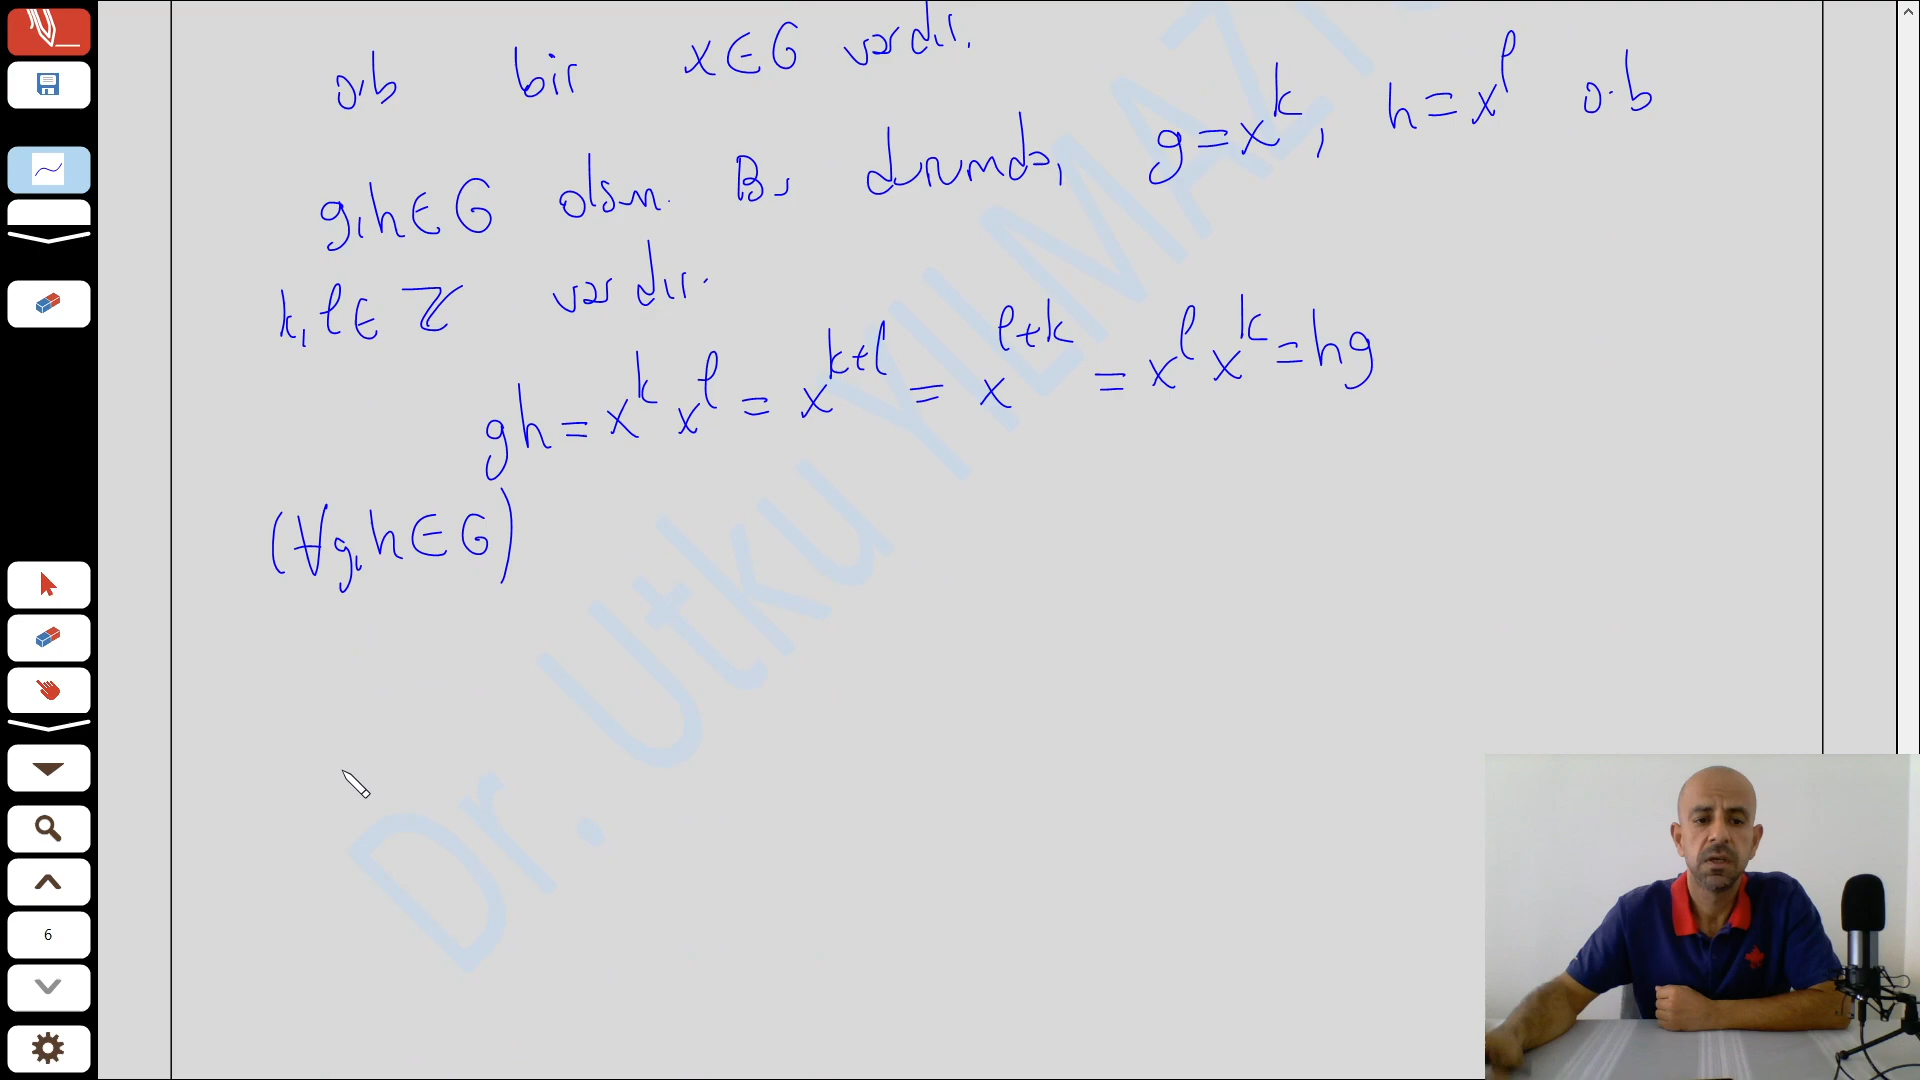 o.b bir x∈G vardır.
g,h∈G olsun. Bu durumda, g=x^k, h=x^l o.b
k,l∈ℤ vardır.
gh=x^k x^l = x^{k+l} = x^{l+k} = x^l x^k = hg
(∀g,h∈G)
Dr. Utku YILMAZ
6